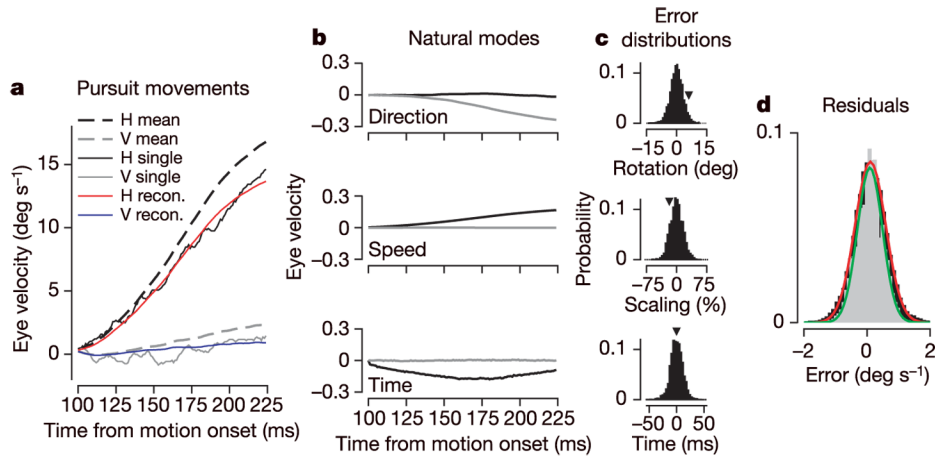 a
Pursuit movements
H mean
V mean
H single
V single
H recon.
V recon.
15
10
5
0
Eye velocity (deg s⁻¹)
100 125 150 175 200 225
Time from motion onset (ms)
b
Natural modes
0.3
0
−0.3
Direction
0.3
0
−0.3
Speed
0.3
0
−0.3
Time
Eye velocity
100 125 150 175 200 225
Time from motion onset (ms)
c
Error
distributions
0.1
0
−15 0 15
Rotation (deg)
0.1
0
−75 0 75
Scaling (%)
0.1
0
−50 0 50
Time (ms)
Probability
d
Residuals
0.1
0
−2 0 2
Error (deg s⁻¹)